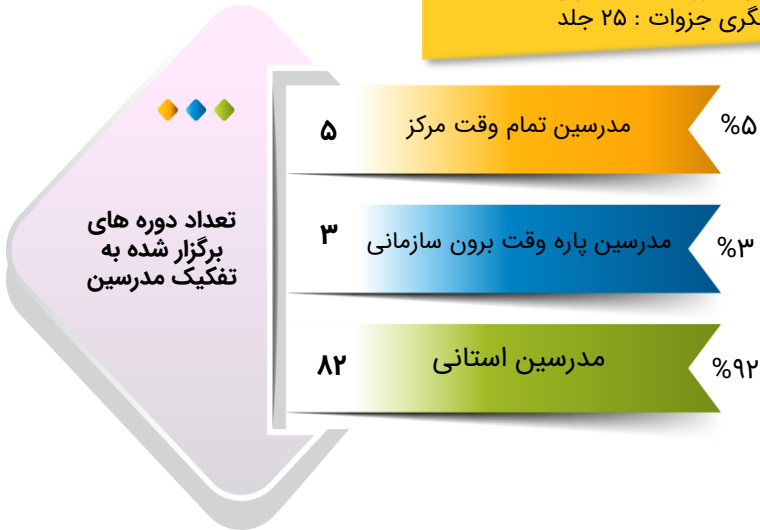 جزوات : ۲۵ جلد
تعداد دوره های
برگزار شده به
تفکیک مدرسین
%۵
مدرسین تمام وقت مرکز
۵
%۳
مدرسین پاره وقت برون سازمانی
۳
%۹۲
مدرسین استانی
۸۲